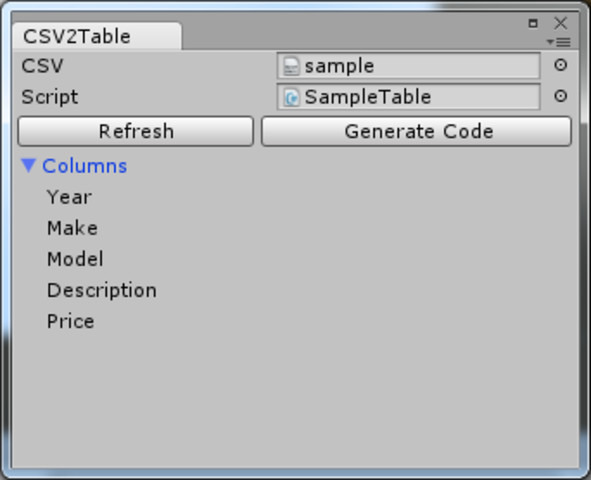 CSV2Table
CSV sample
Script SampleTable
Refresh Generate Code
Columns
Year
Make
Model
Description
Price